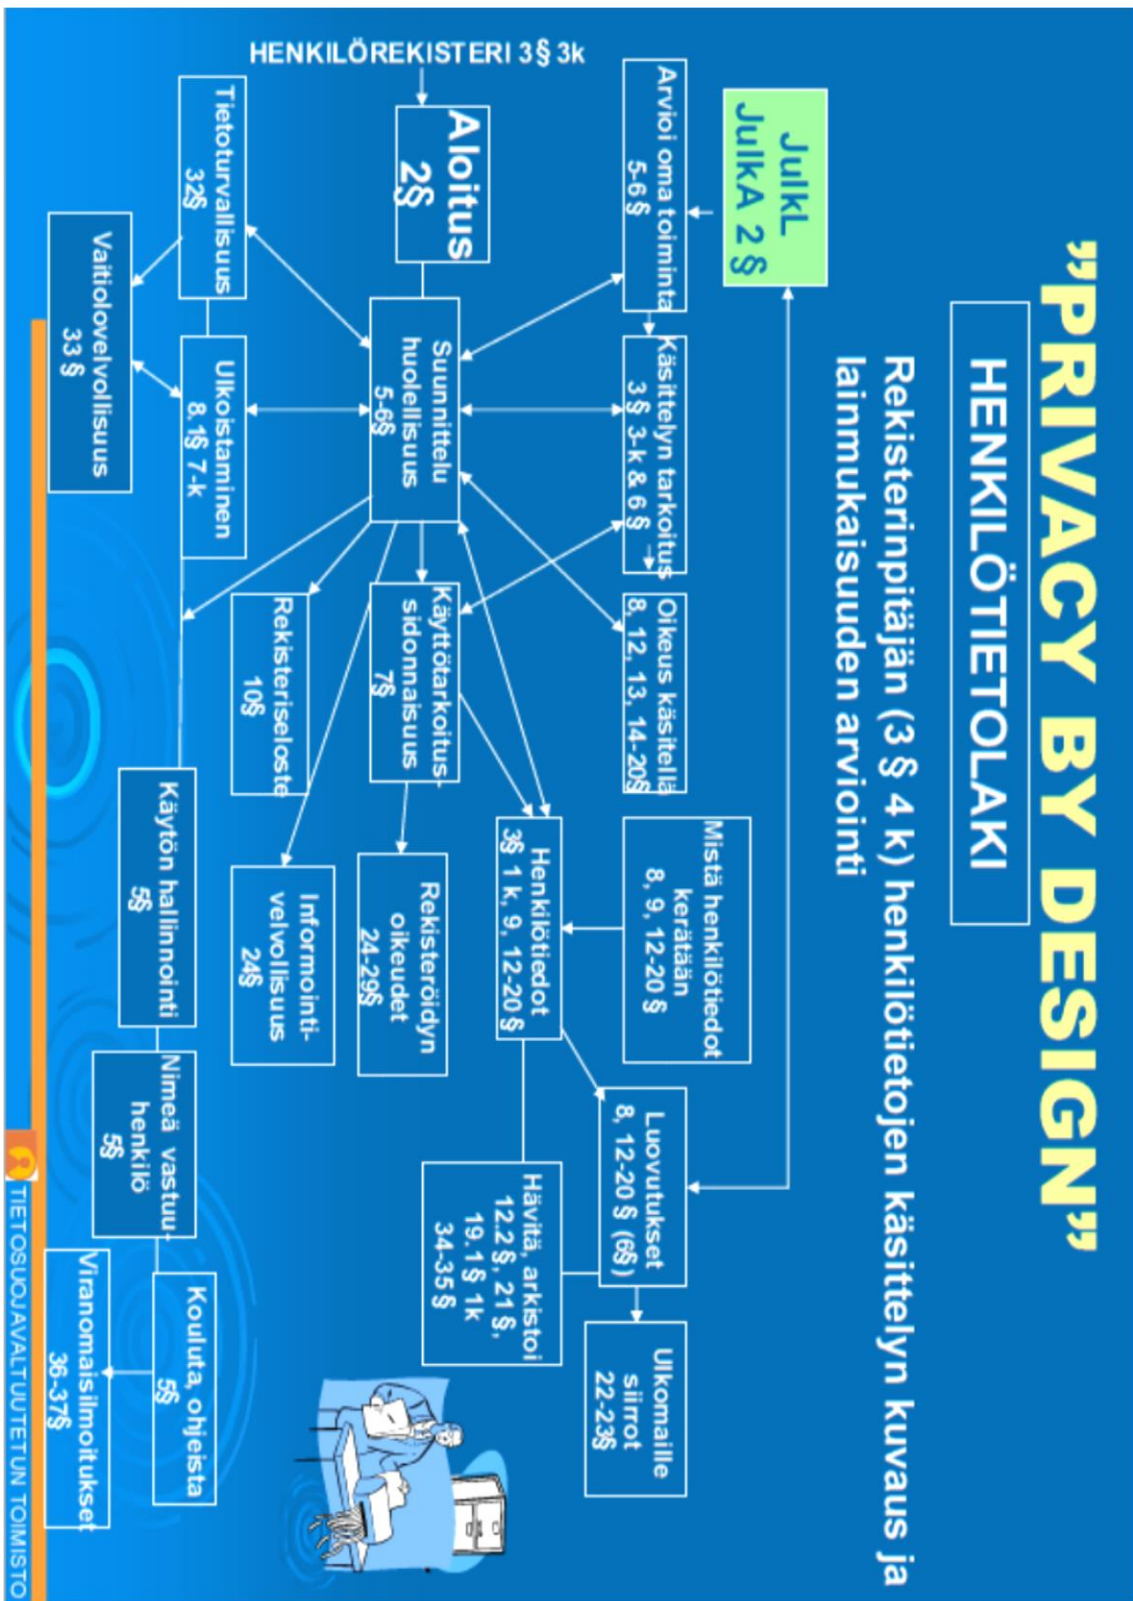 ”PRIVACY BY DESIGN”
HENKILÖTIETOLAKI
Rekisterinpitäjän (3 § 4 k) henkilötietojen käsittelyn kuvaus ja
lainmukaisuuden arviointi
JulkL
JulkA 2 §
Arvioi oma toiminta
5-6 §
Käsittelyn tarkoitus
3 § 3-k & 6 §
Oikeus käsitellä
8, 12, 13, 14-20§
Mistä henkilötiedot
kerätään
8, 9, 12-20 §
Luovutukset
8, 12-20 § (6§)
Ulkomaille
siirrot
22-23§
HENKILÖREKISTERI 3§ 3k
Aloitus
2§
Suunnittelu
huolellisuus
5-6§
Käyttötarkoitus-
sidonnaisuus
7§
Henkilötiedot
3§ 1 k, 9, 12-20 §
Rekisteröidyn
oikeudet
24-29§
Hävitä, arkistoi
12.2§, 21 §,
19.1§ 1k
34-35 §
Tietoturvallisuus
32§
Ulkoistaminen
8.1§ 7-k
Rekisteriseloste
10§
Informointi-
velvollisuus
24§
Vaitiolovelvollisuus
33 §
Käytön hallinnointi
5§
Nimeä vastuu-
henkilö
5§
Kouluta, ohjeista
5§
Viranomaisilmoitukset
36-37§
TIETOSUOJAVALTUUTETUN TOIMISTO